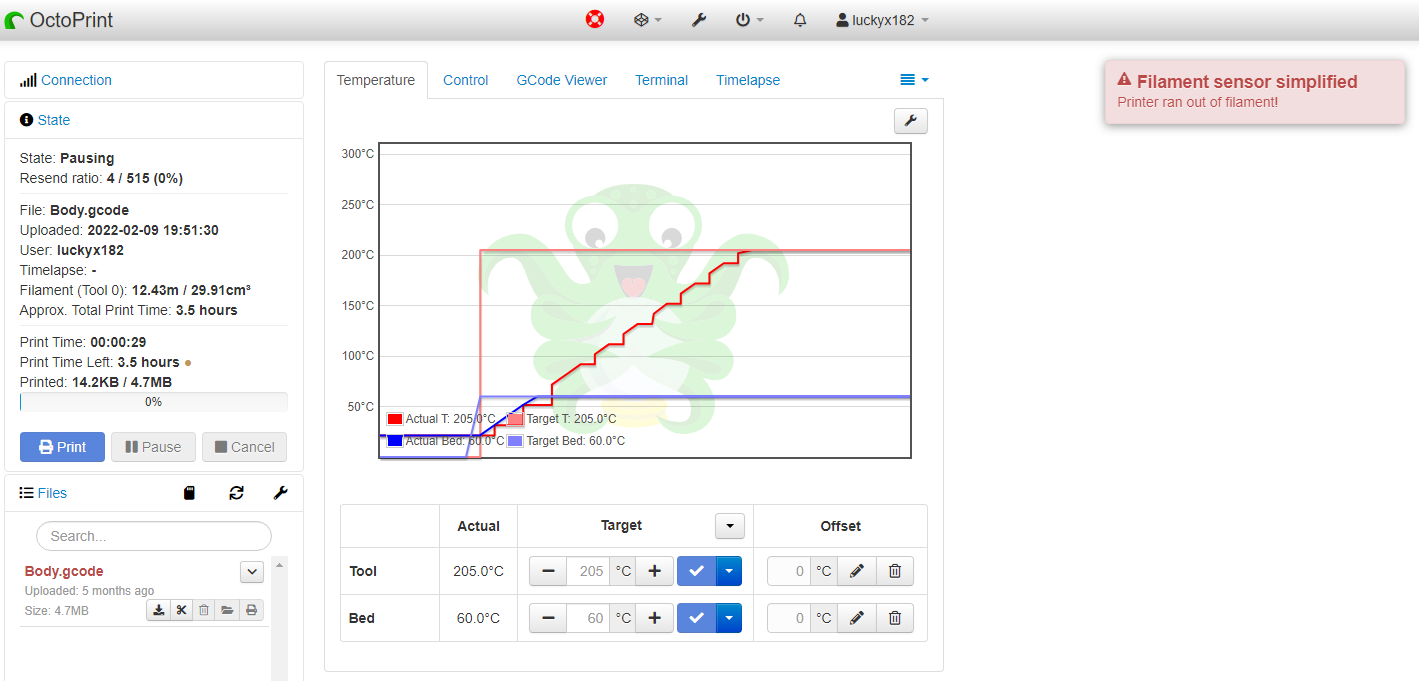 OctoPrint
luckyx182
Connection
State
State: Pausing
Resend ratio: 4 / 515 (0%)
File: Body.gcode
Uploaded: 2022-02-09 19:51:30
User: luckyx182
Timelapse: -
Filament (Tool 0): 12.43m / 29.91cm³
Approx. Total Print Time: 3.5 hours
Print Time: 00:00:29
Print Time Left: 3.5 hours
Printed: 14.2KB / 4.7MB
0%
Print Pause Cancel
Files
Search...
Body.gcode
Uploaded: 5 months ago
Size: 4.7MB
Temperature Control GCode Viewer Terminal Timelapse
300°C
250°C
200°C
150°C
100°C
50°C
Actual T: 205.0°C Target T: 205.0°C
Actual Bed: 60.0°C Target Bed: 60.0°C
Actual Target Offset
Tool 205.0°C 205 °C 0 °C
Bed 60.0°C 60 °C 0 °C
Filament sensor simplified
Printer ran out of filament!